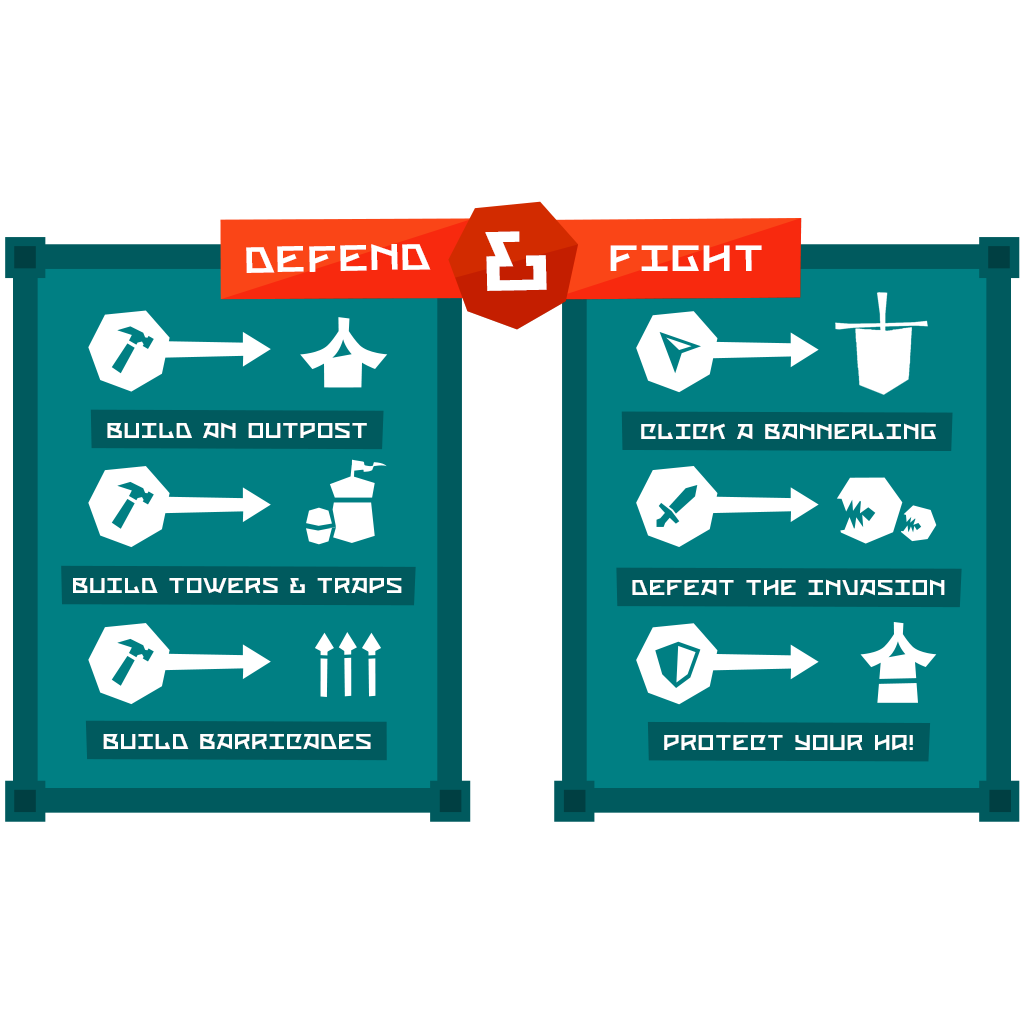 DEFEND & FIGHT
BUILD AN OUTPOST
BUILD TOWERS & TRAPS
BUILD BARRICADES
CLICK A BANNERLING
DEFEAT THE INVASION
PROTECT YOUR HQ!